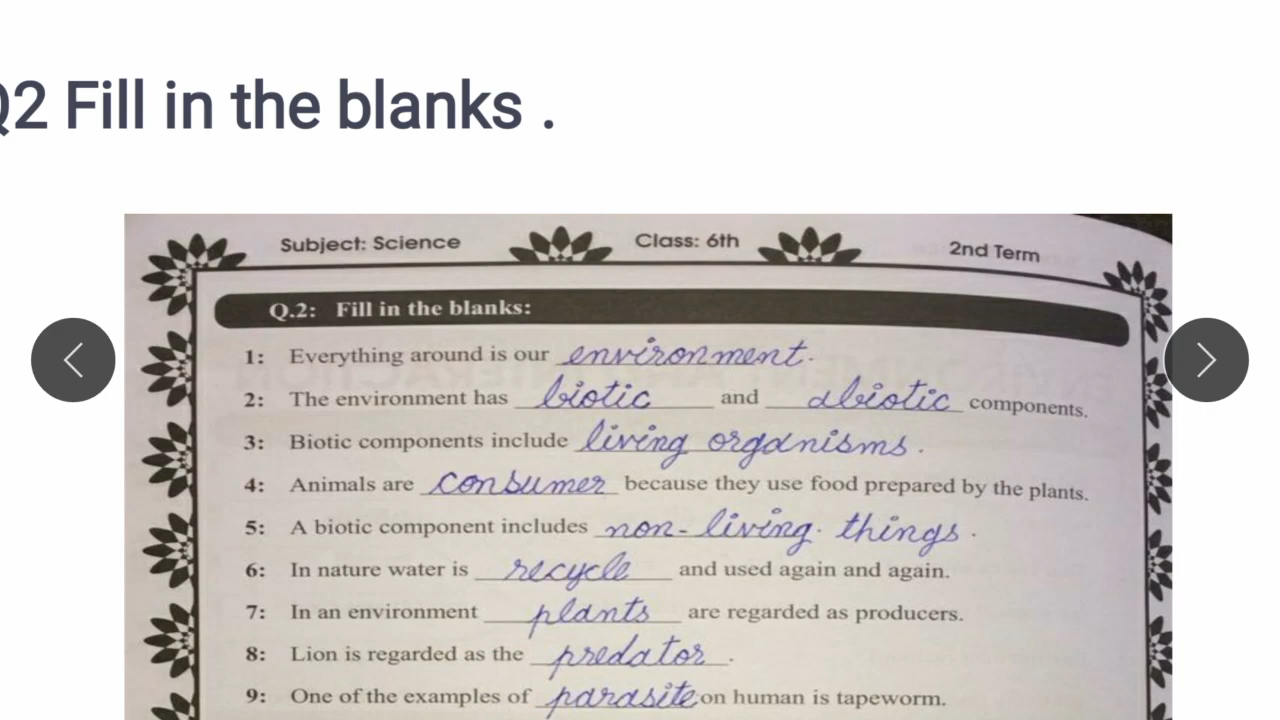 Q2 Fill in the blanks .
Subject: Science Class: 6th 2nd Term
Q.2: Fill in the blanks:
1: Everything around is our environment.
2: The environment has biotic and abiotic components.
3: Biotic components include living organisms.
4: Animals are consumer because they use food prepared by the plants.
5: A biotic component includes non-living things.
6: In nature water is recycle and used again and again.
7: In an environment plants are regarded as producers.
8: Lion is regarded as the predator.
9: One of the examples of parasite on human is tapeworm.